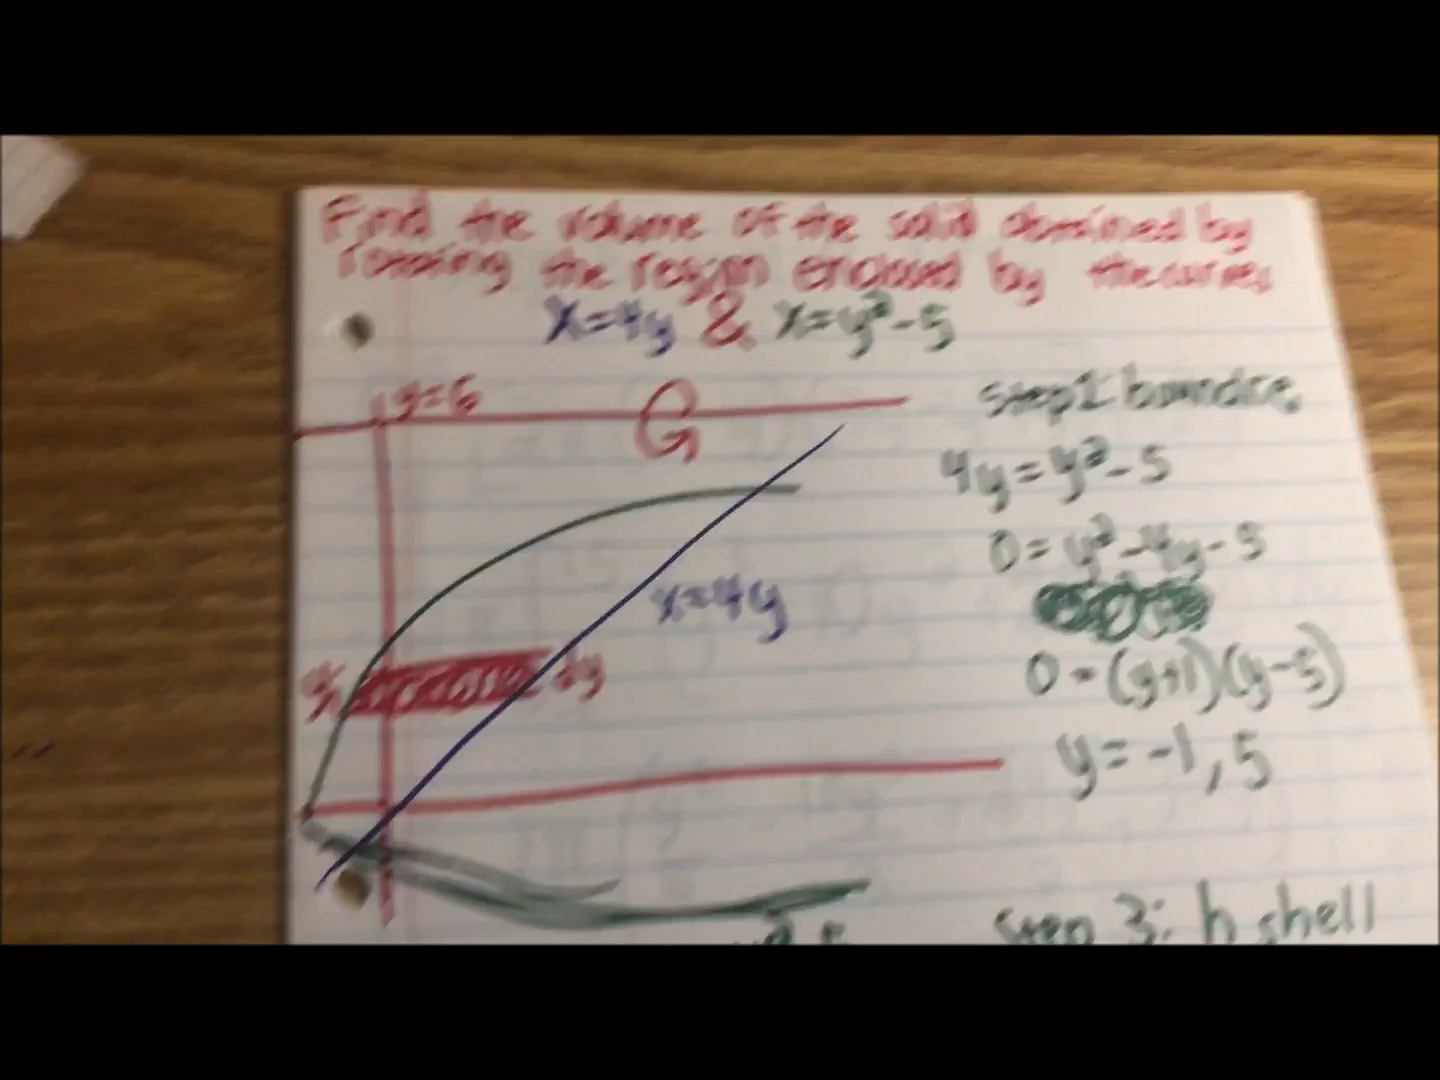 Find the volume of the solid obtained by
rotating the region enclosed by the curves
x=4y & x=y²-5
y=6
Step 1: boundries
4y=y²-5
0=y²-4y-5
x=4y
0=(y+1)(y-5)
dy
y=-1,5
Step 3: h shell